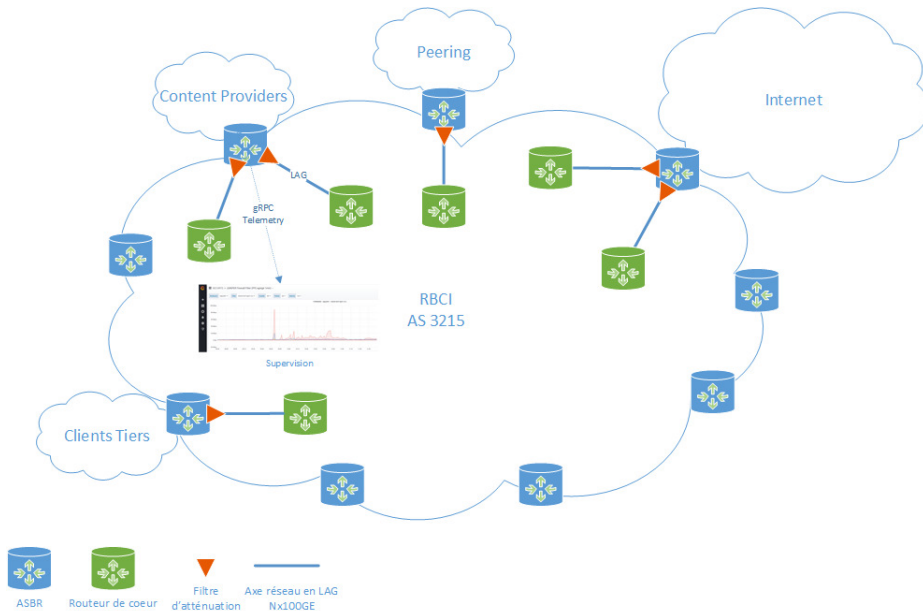 Peering
Content Providers
Internet
LAG
gRPC
Telemetry
RBCI
AS 3215
Supervision
Clients Tiers
ASBR
Routeur de coeur
Filtre
d'atténuation
Axe réseau en LAG
Nx100GE